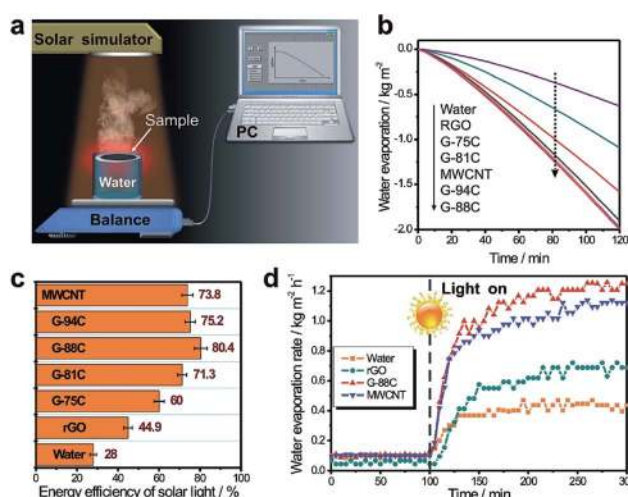 a
Solar simulator
Sample
Water
Balance
PC
b
Water evaporation / kg m⁻²
0.0
-0.5
-1.0
-1.5
-2.0
Water
RGO
G-75C
G-81C
MWCNT
G-94C
G-88C
0 20 40 60 80 100 120
Time / min
c
MWCNT 73.8
G-94C 75.2
G-88C 80.4
G-81C 71.3
G-75C 60
rGO 44.9
Water 28
0 20 40 60 80 100
Energy efficiency of solar light / %
d
Water evaporation rate / kg m⁻² h⁻¹
1.2
1.0
0.8
0.6
0.4
0.2
0.0
Light on
Water
rGO
G-88C
MWCNT
0 50 100 150 200 250 300
Time / min